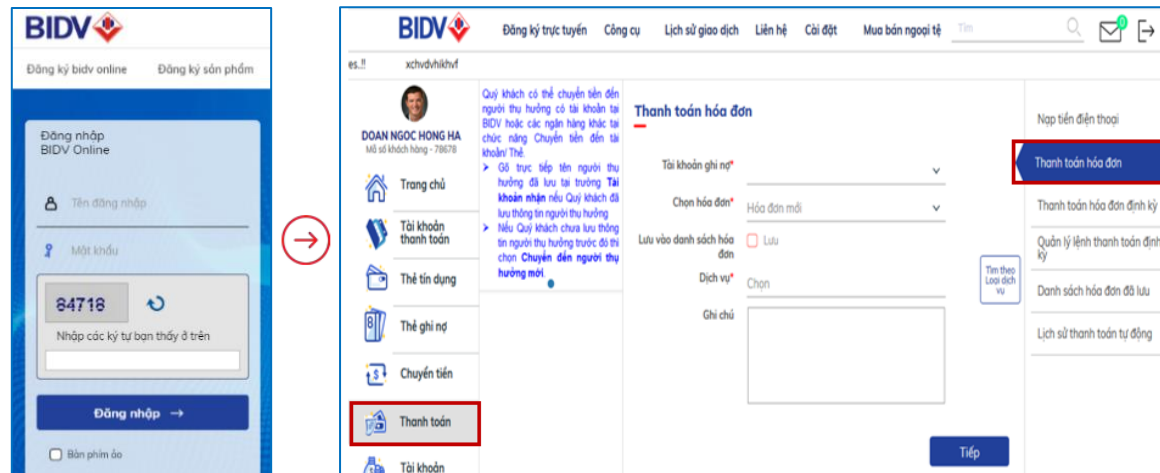 BIDV
Đăng ký bidv online Đăng ký sản phẩm
Đăng nhập
BIDV Online
Tên đăng nhập
Mật khẩu
84718
Nhập các ký tự bạn thấy ở trên
Đăng nhập →
Bàn phím ảo
BIDV Đăng ký trực tuyến Công cụ Lịch sử giao dịch Liên hệ Cài đặt Mua bán ngoại tệ Tìm 0
es..!! xchvdvhikhvf
DOAN NGOC HONG HA
Mã số khách hàng - 78678
Trang chủ
Tài khoản
thanh toán
Thẻ tín dụng
Thẻ ghi nợ
Chuyển tiền
Thanh toán
Tài khoản
Quý khách có thể chuyển tiền đến
người thụ hưởng có tài khoản tại
BIDV hoặc các ngân hàng khác tại
chức năng Chuyển tiền đến tài
khoản/ Thẻ.
➢ Gõ trực tiếp tên người thụ
hưởng đã lưu tại trường Tài
khoản nhận nếu Quý khách đã
lưu thông tin người thụ hưởng
➢ Nếu Quý khách chưa lưu thông
tin người thụ hưởng trước đó thì
chọn Chuyển đến người thụ
hưởng mới
Thanh toán hóa đơn
Tài khoản ghi nợ*
Chọn hóa đơn* Hóa đơn mới
Lưu vào danh sách hóa
đơn
Lưu
Dịch vụ* Chọn
Tìm theo
Loại dịch
vụ
Ghi chú
Tiếp
Nạp tiền điện thoại
Thanh toán hóa đơn
Thanh toán hóa đơn định kỳ
Quản lý lệnh thanh toán định
kỳ
Danh sách hóa đơn đã lưu
Lịch sử thanh toán tự động